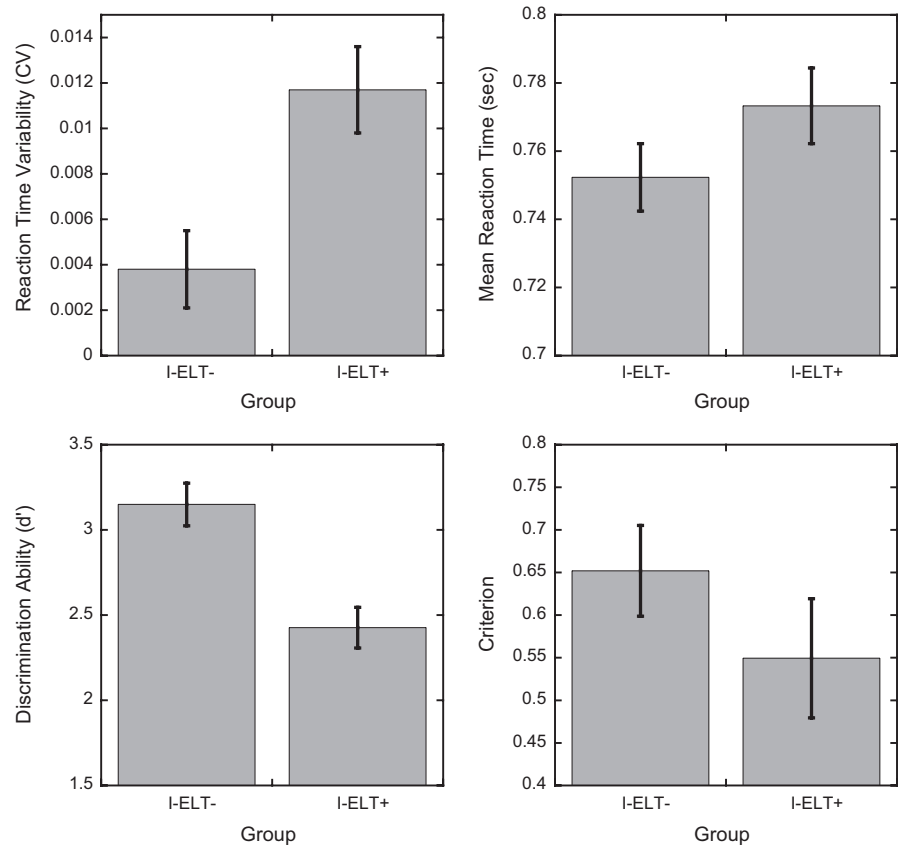 Reaction Time Variability (CV)
0.014
0.012
0.01
0.008
0.006
0.004
0.002
0
I-ELT-
I-ELT+
Group
Mean Reaction Time (sec)
0.8
0.78
0.76
0.74
0.72
0.7
I-ELT-
I-ELT+
Group
Discrimination Ability (d')
3.5
3
2.5
2
1.5
I-ELT-
I-ELT+
Group
Criterion
0.8
0.75
0.7
0.65
0.6
0.55
0.5
0.45
0.4
I-ELT-
I-ELT+
Group